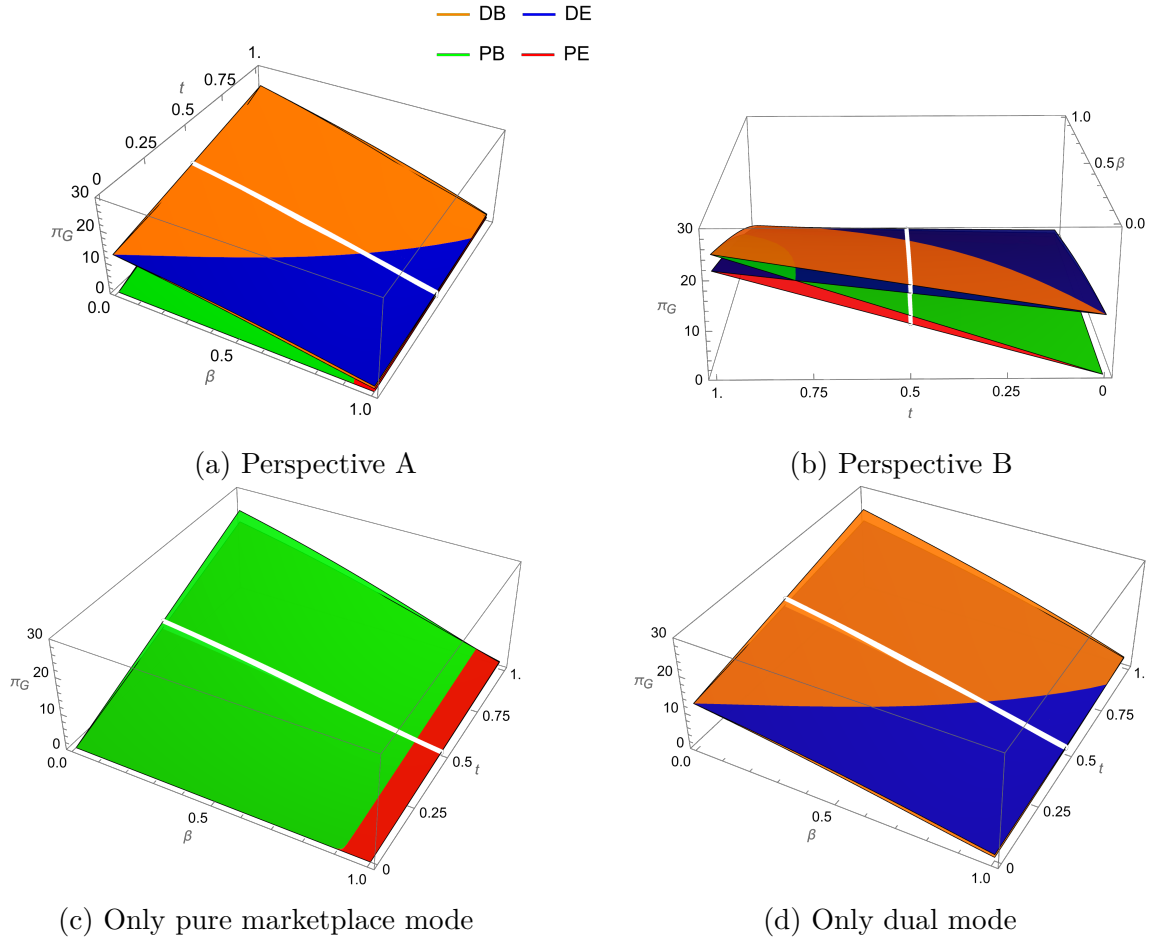 DB DE
PB PE
1.
0.75
t
0.5
0.25
0
30
20
πG
10
0
0.0
0.5
β
1.0
1.0
0.5 β
0.0
30
20
πG
10
0
1. 0.75 0.5 0.25 0
t
(a) Perspective A
(b) Perspective B
30
20
πG
10
0
0.0
0.5
β
1.0
0
0.25
0.5 t
0.75
1.
30
20
πG
10
0
0.0
0.5
β
1.0
0
0.25
0.5 t
0.75
1.
(c) Only pure marketplace mode
(d) Only dual mode